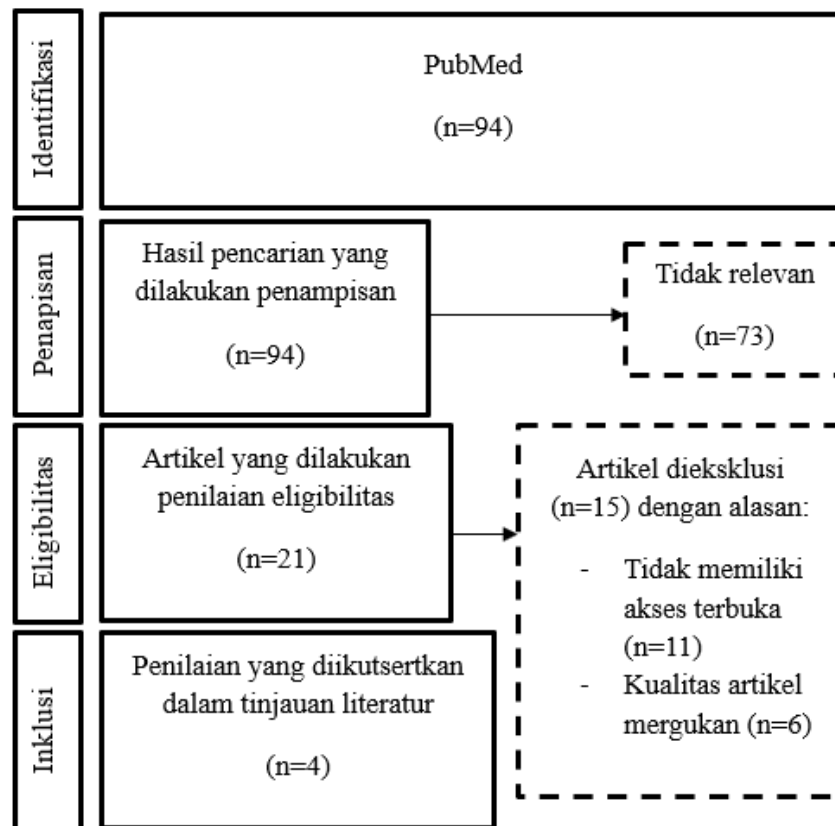 Identifikasi
PubMed
(n=94)
Penapisan
Hasil pencarian yang
dilakukan penampisan
(n=94)
Tidak relevan
(n=73)
Eligibilitas
Artikel yang dilakukan
penilaian eligibilitas
(n=21)
Artikel dieksklusi
(n=15) dengan alasan:
- Tidak memiliki
akses terbuka
(n=11)
- Kualitas artikel
mergukan (n=6)
Inklusi
Penilaian yang diikutsertkan
dalam tinjauan literatur
(n=4)